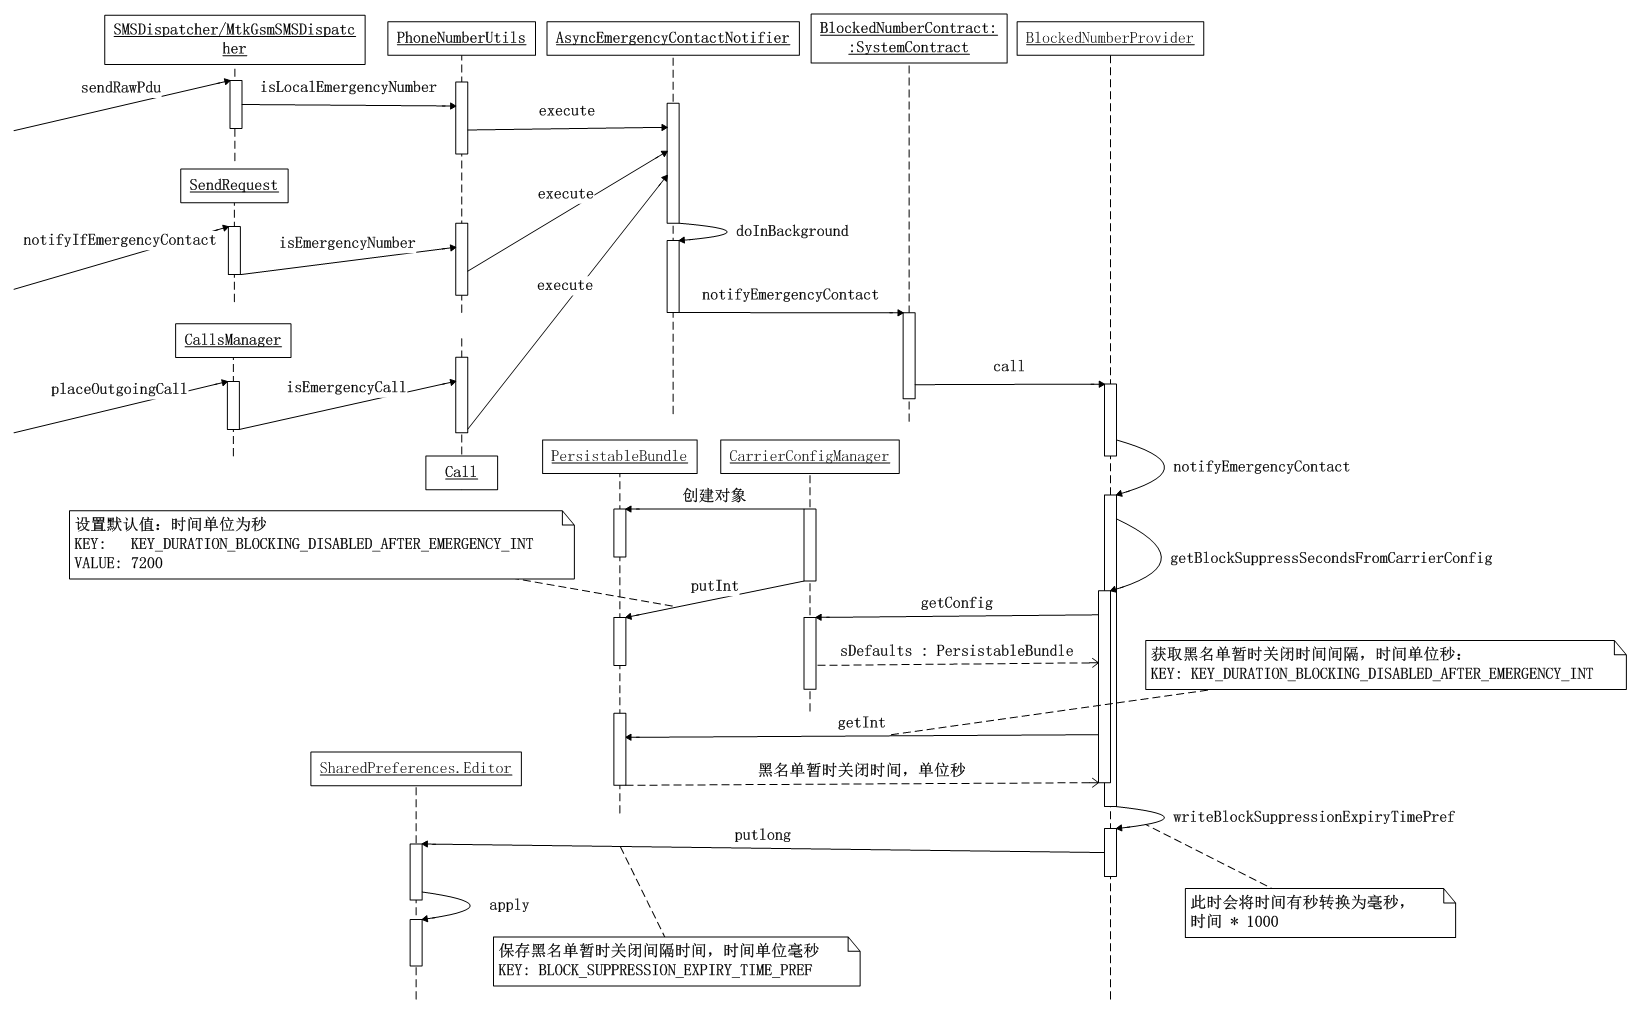 SMSDispatcher/MtkGsmSMSDispatc
her
PhoneNumberUtils
AsyncEmergencyContactNotifier
BlockedNumberContract:
:SystemContract
BlockedNumberProvider
sendRawPdu
isLocalEmergencyNumber
execute
SendRequest
execute
notifyIfEmergencyContact
isEmergencyNumber
doInBackground
execute
notifyEmergencyContact
CallsManager
call
placeOutgoingCall
isEmergencyCall
PersistableBundle
CarrierConfigManager
Call
notifyEmergencyContact
创建对象
设置默认值：时间单位为秒
KEY: KEY_DURATION_BLOCKING_DISABLED_AFTER_EMERGENCY_INT
VALUE: 7200
getBlockSuppressSecondsFromCarrierConfig
putInt
getConfig
sDefaults : PersistableBundle
获取黑名单暂时关闭时间间隔，时间单位秒：
KEY: KEY_DURATION_BLOCKING_DISABLED_AFTER_EMERGENCY_INT
getInt
SharedPreferences.Editor
黑名单暂时关闭时间，单位秒
writeBlockSuppressionExpiryTimePref
putlong
apply
此时会将时间有秒转换为毫秒，
时间 * 1000
保存黑名单暂时关闭间隔时间，时间单位毫秒
KEY: BLOCK_SUPPRESSION_EXPIRY_TIME_PREF